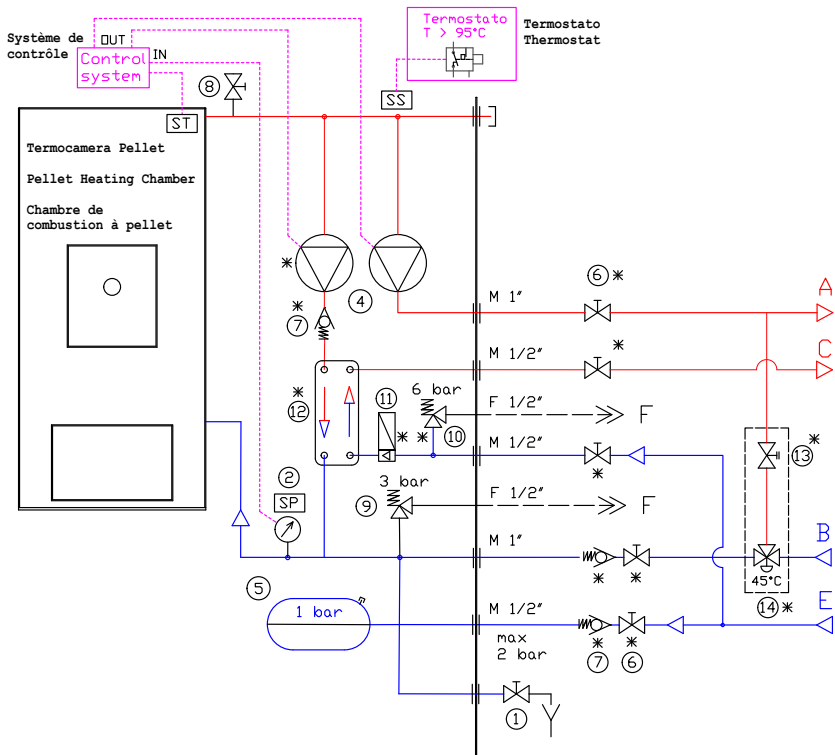 Système de
contrôle
OUT
IN
Control
system
Termostato
T > 95°C
Termostato
Thermostat
8
SS
ST
Termocamera Pellet
Pellet Heating Chamber
Chambre de
combustion à pellet
*
4
6 *
A
*
7
M 1"
M 1/2"
*
C
*
12
11
6 bar
F 1/2"
F
* *
10
M 1/2"
*
13 *
2
SP
3 bar
9
F 1/2"
F
M 1"
* *
B
45°C
14 *
5
1 bar
M 1/2"
E
max
2 bar
* *
7 6
1